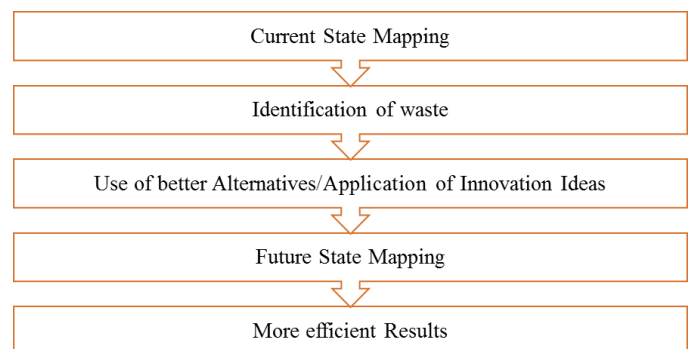 Current State Mapping
Identification of waste
Use of better Alternatives/Application of Innovation Ideas
Future State Mapping
More efficient Results